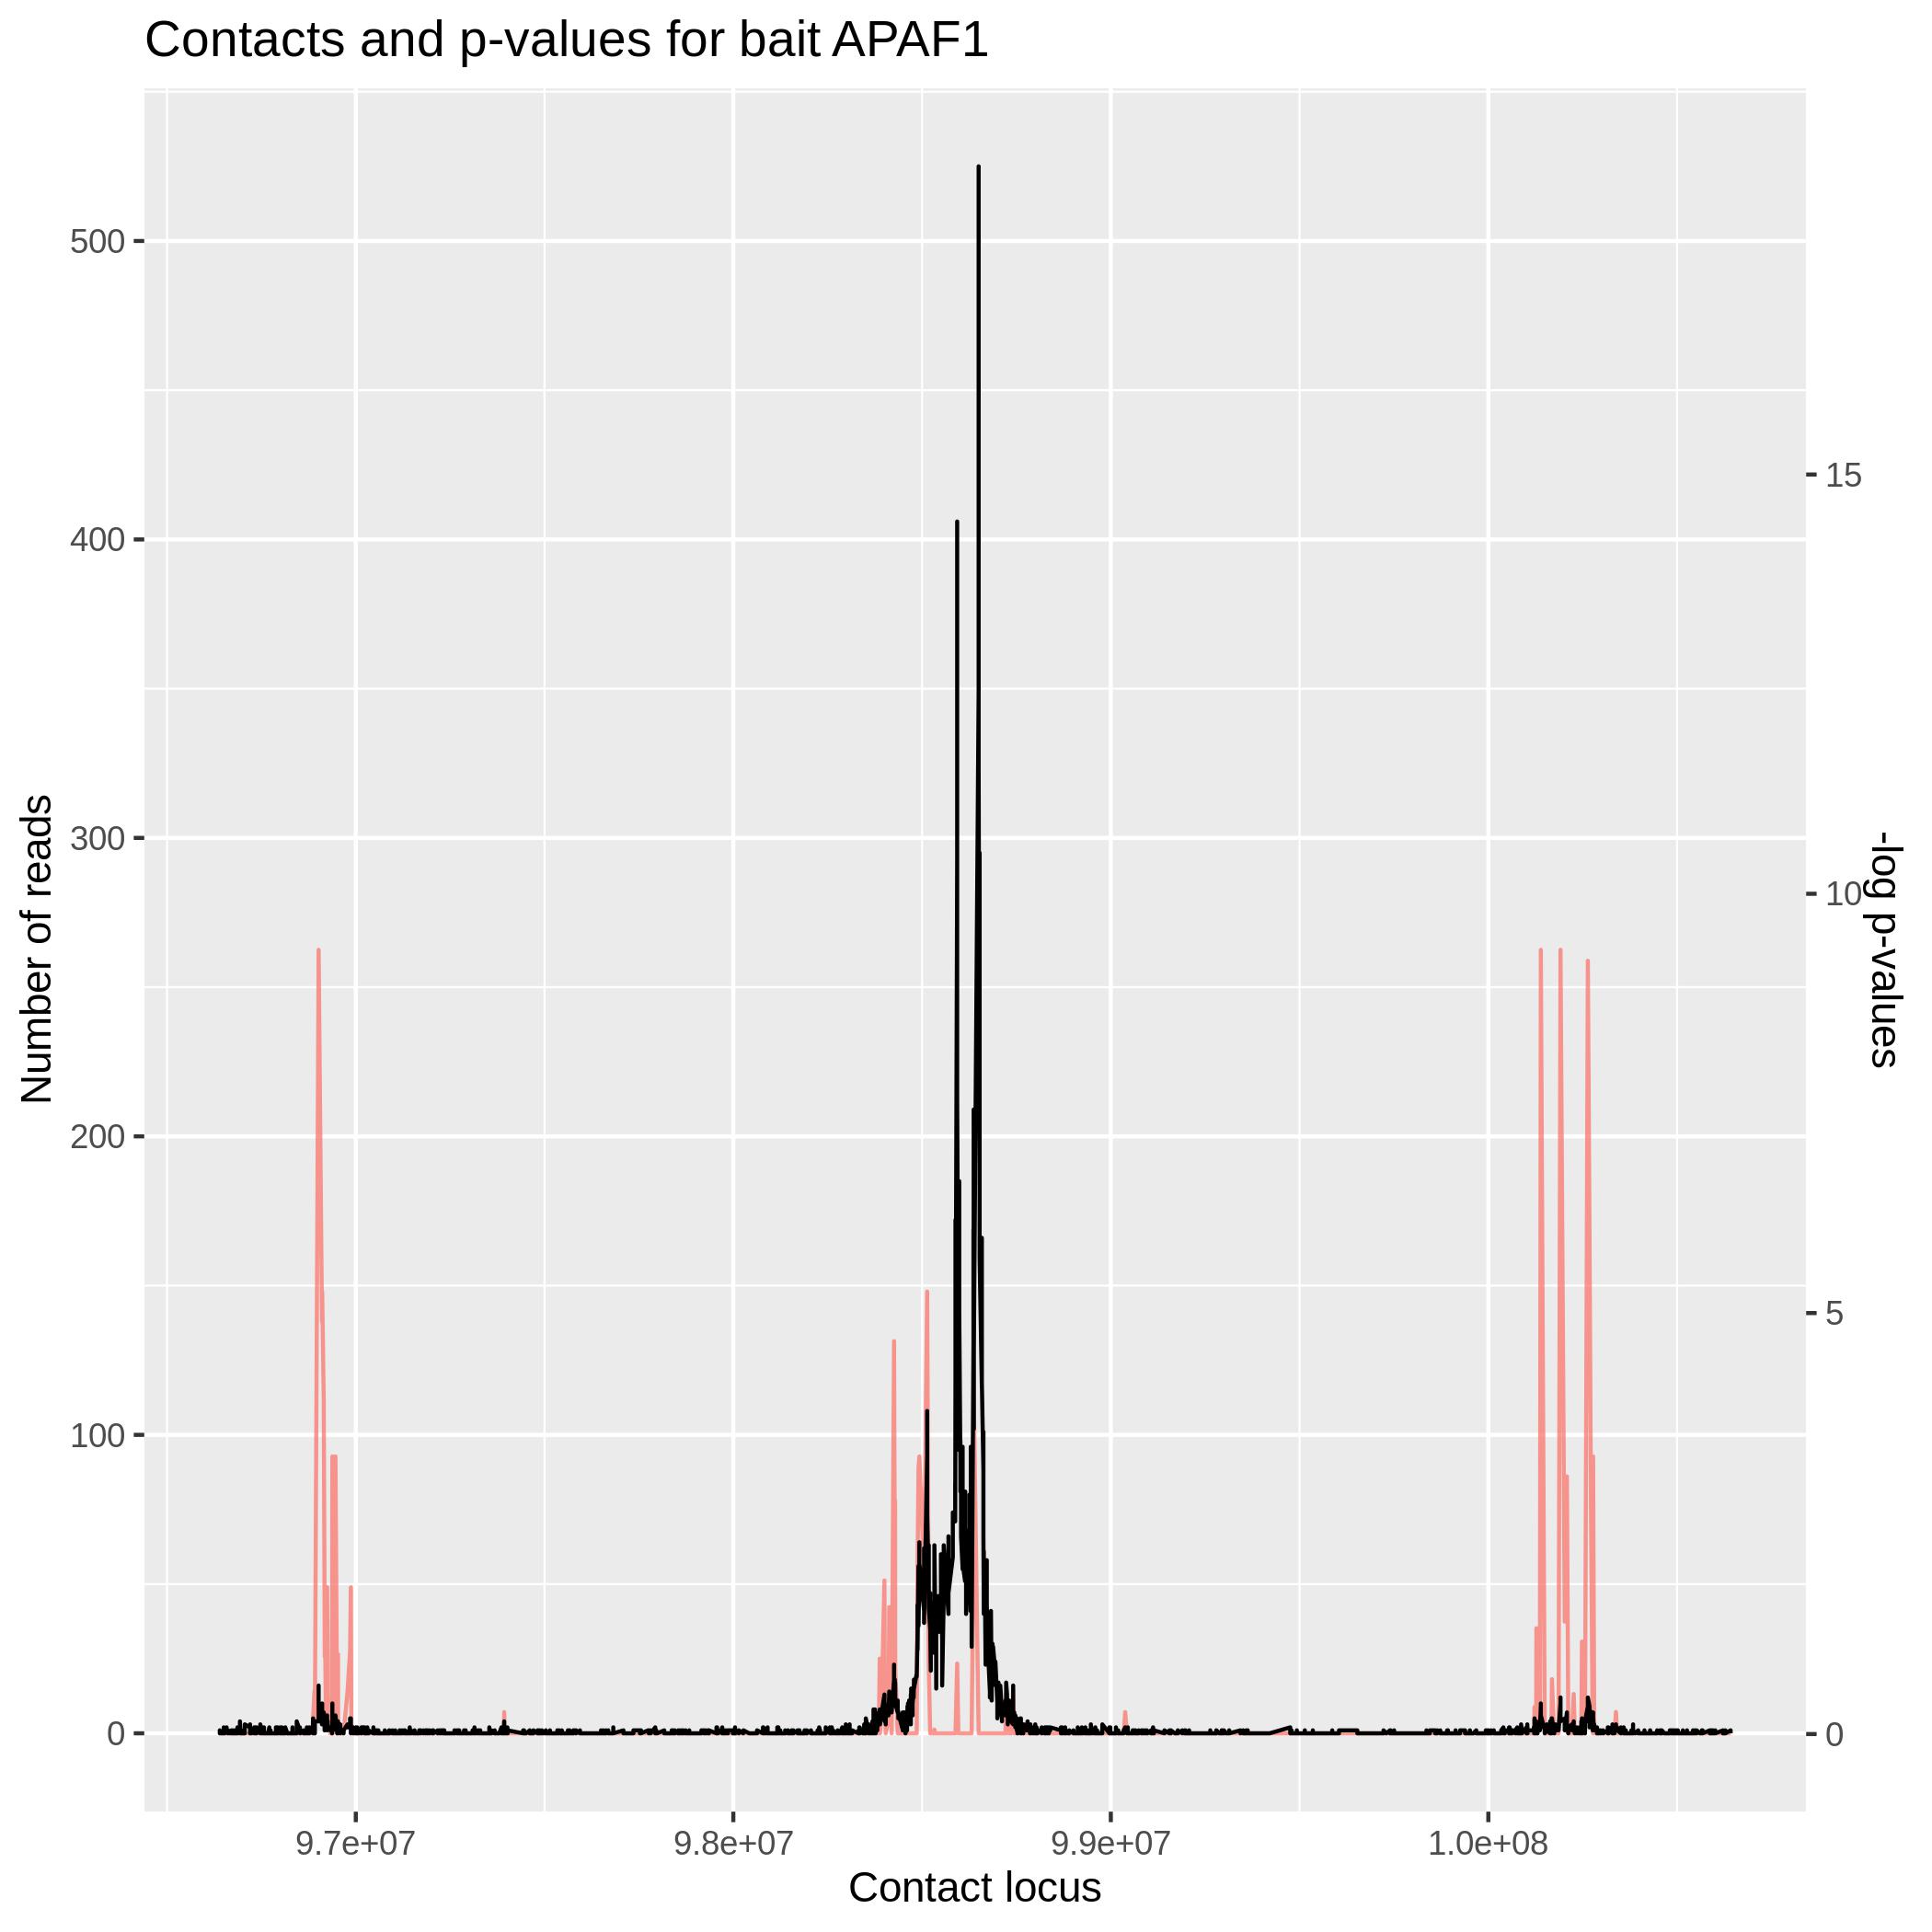 Contacts and p-values for bait APAF1
500
400
300
200
100
0
Number of reads
15
10
5
0
-log p-values
9.7e+07
9.8e+07
9.9e+07
1.0e+08
Contact locus